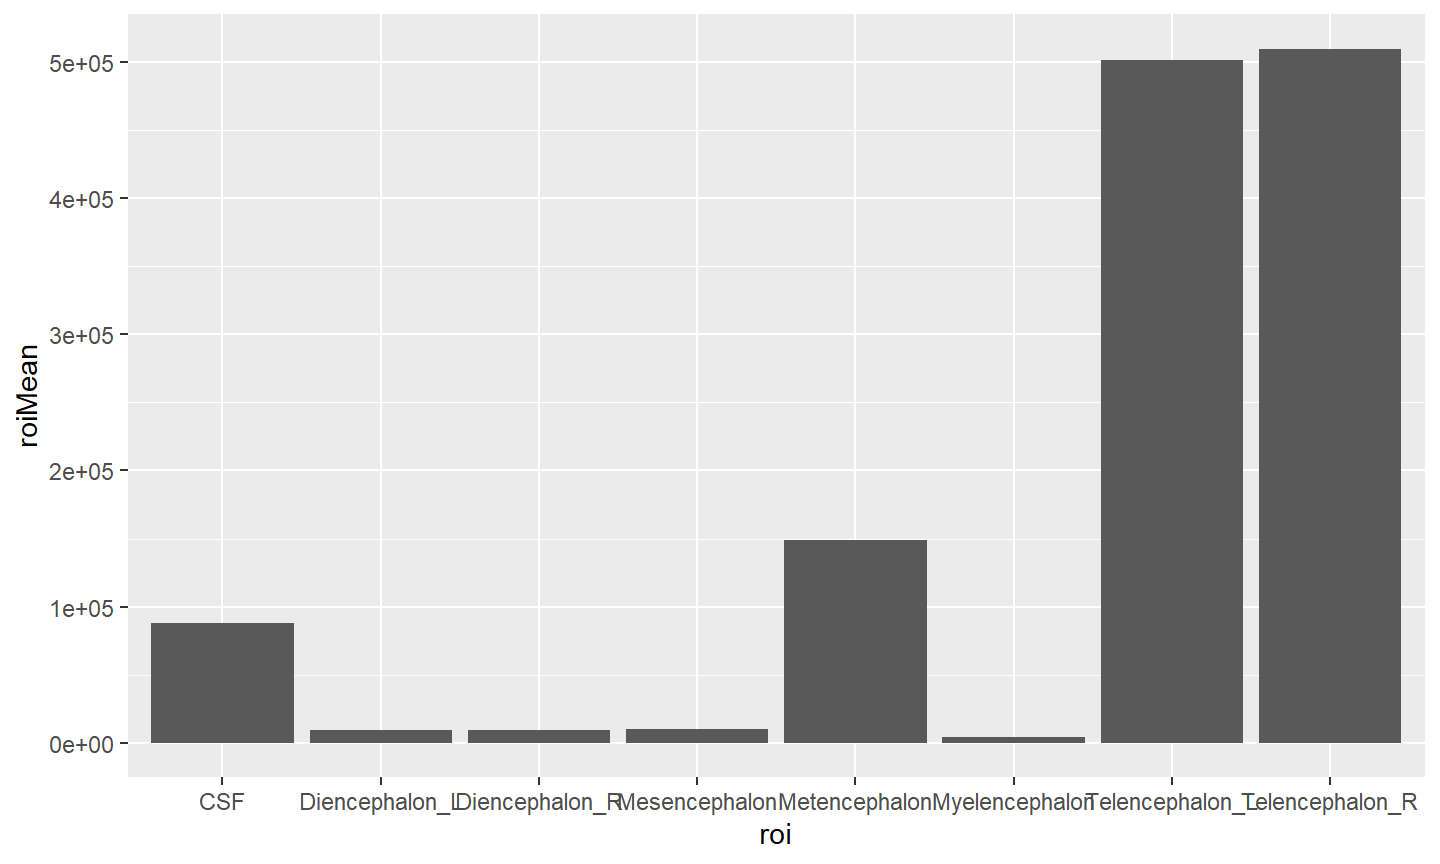 5e+05
4e+05
3e+05
2e+05
1e+05
0e+00
roiMean
CSF Diencephalon_L Diencephalon_R Mesencephalon Metencephalon Myelencephalon Telencephalon_L Telencephalon_R
roi